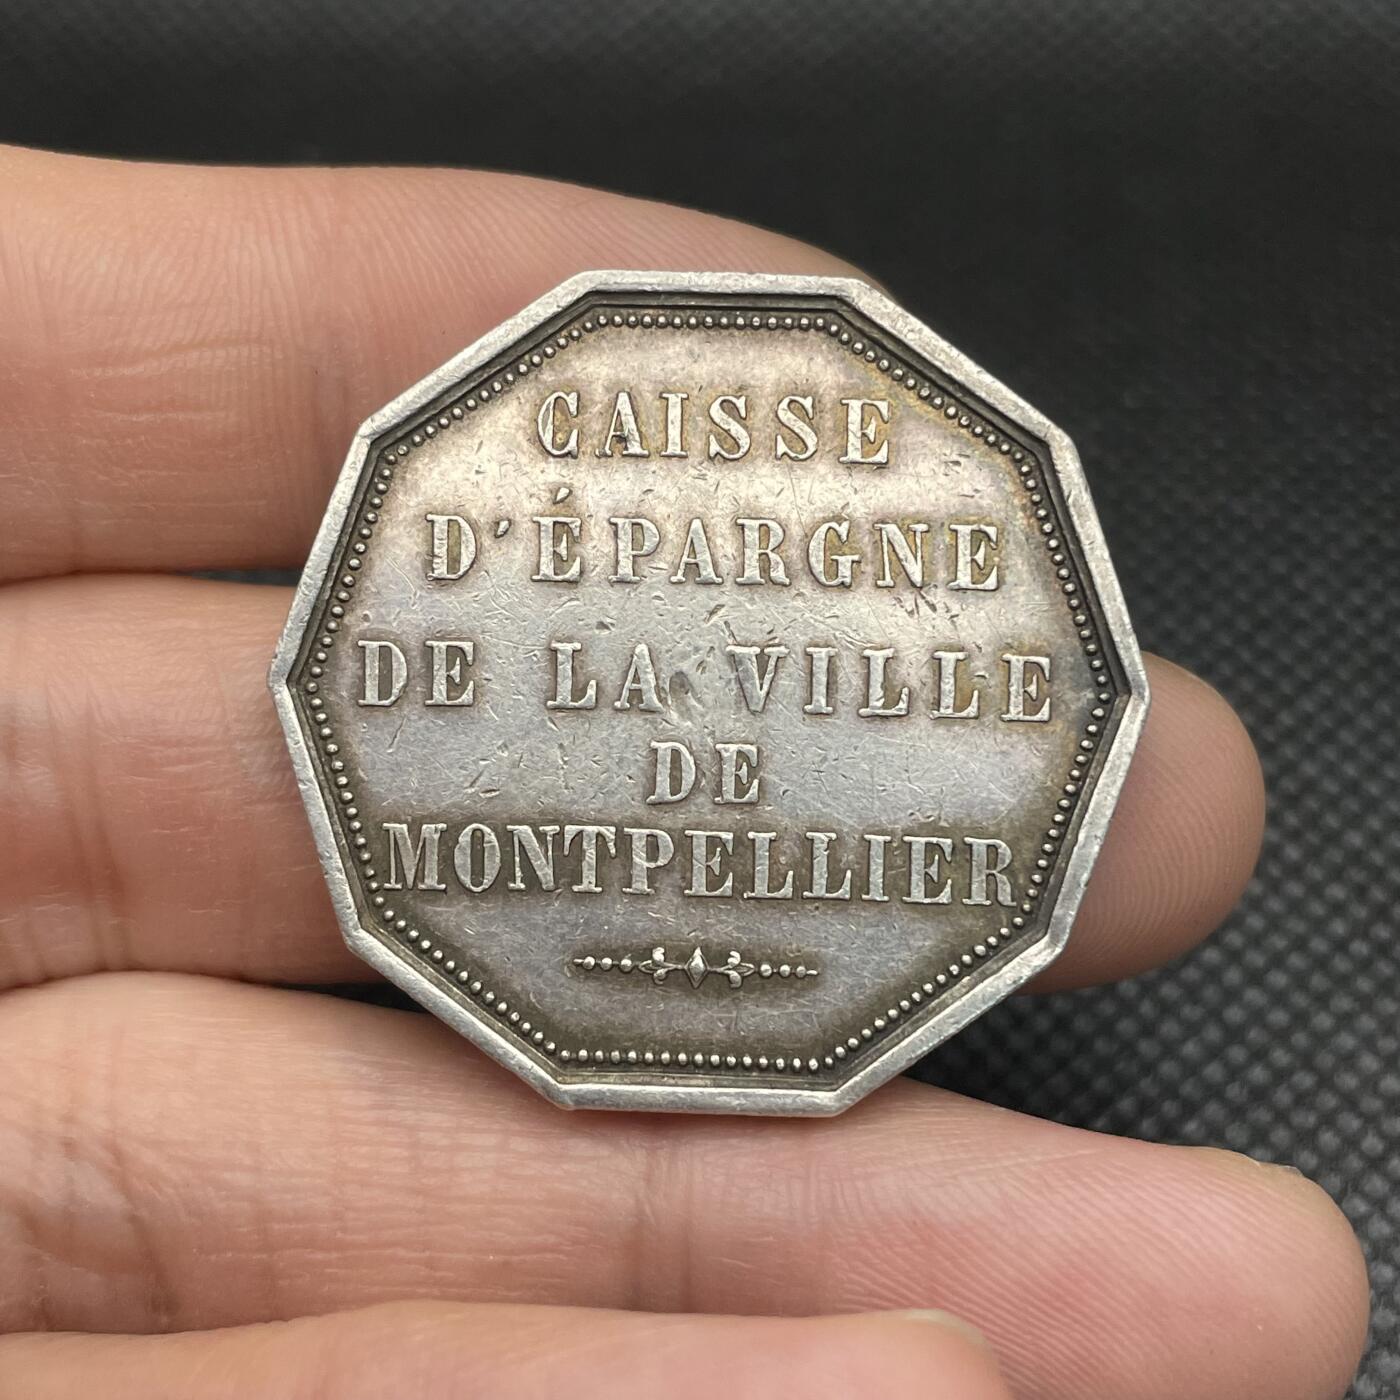 CAISSE
D'ÉPARGNE
DE LA VILLE
DE
MONTPELLIER